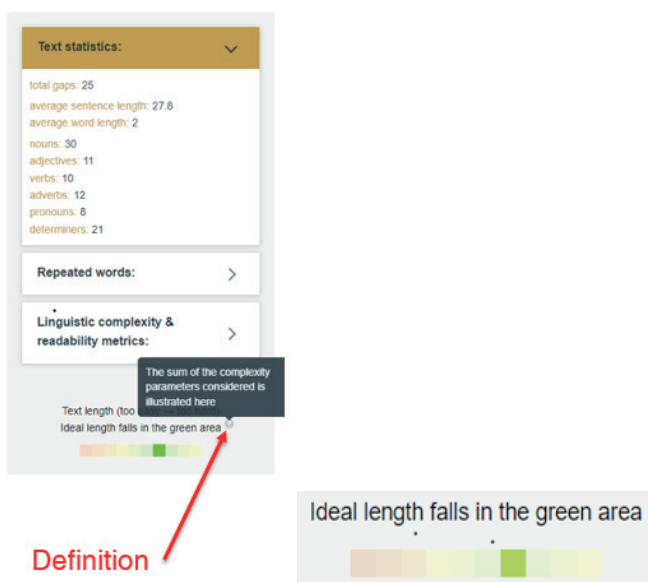 Text statistics:
total gaps: 25
average sentence length: 27.8
average word length: 2
nouns: 30
adjectives: 11
verbs: 10
adverbs: 12
pronouns: 8
determiners: 21
Repeated words:
Linguistic complexity &
readability metrics:
The sum of the complexity
parameters considered is
illustrated here
Text length (too
Ideal length falls in the green area
Definition
Ideal length falls in the green area